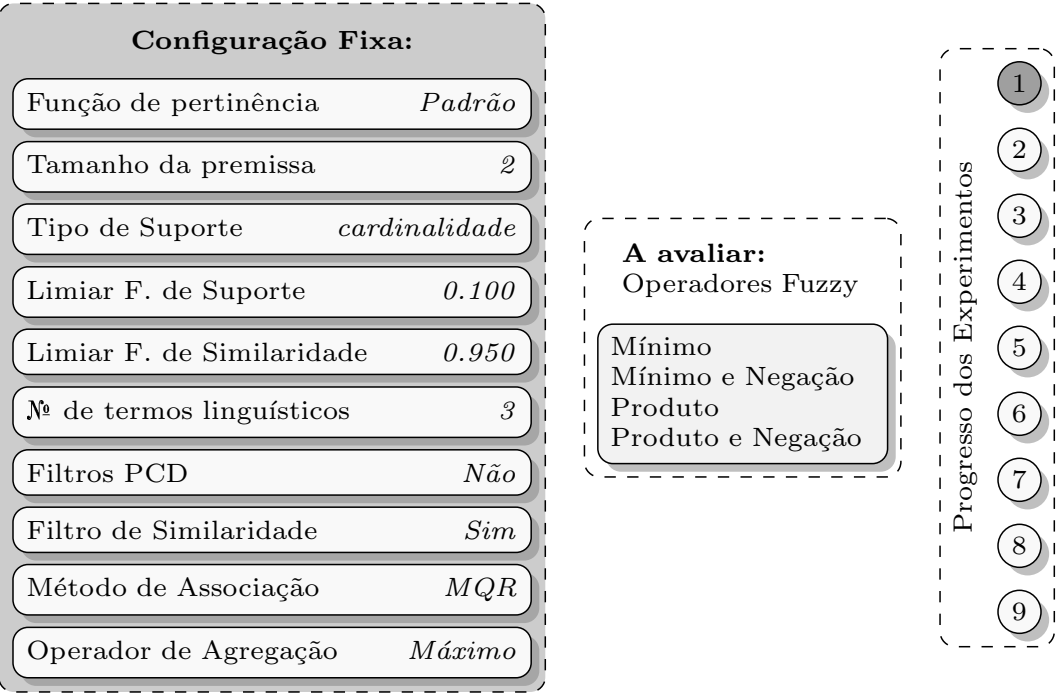 Configuração Fixa:
Função de pertinência Padrão
Tamanho da premissa 2
Tipo de Suporte cardinalidade
Limiar F. de Suporte 0.100
Limiar F. de Similaridade 0.950
№ de termos linguísticos 3
Filtros PCD Não
Filtro de Similaridade Sim
Método de Associação MQR
Operador de Agregação Máximo
A avaliar:
Operadores Fuzzy
Mínimo
Mínimo e Negação
Produto
Produto e Negação
Progresso dos Experimentos
1
2
3
4
5
6
7
8
9